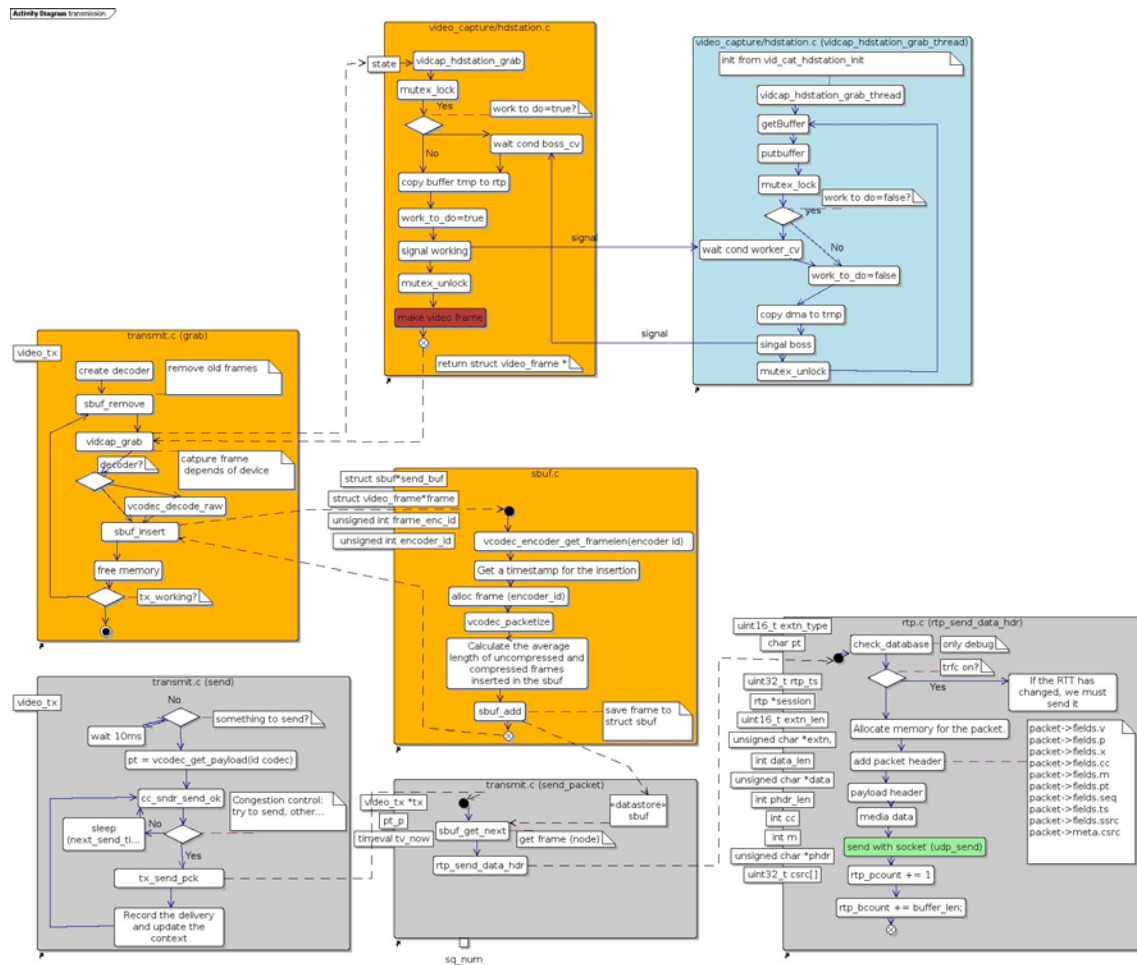 Activity Diagram transmission
video_capture/hdstation.c
state
vidcap_hdstation_grab
mutex_lock
Yes
work to do=true?
wait cond boss_cv
No
copy buffer tmp to rtp
work_to_do=true
signal working
signal
mutex_unlock
make video frame
return struct video_frame *
video_capture/hdstation.c (vidcap_hdstation_grab_thread)
init from vid_cat_hdstation_init
vidcap_hdstation_grab_thread
getBuffer
putbuffer
mutex_lock
work to do=false?
yes
wait cond worker_cv
No
work_to_do=false
copy dma to tmp
signal
singal boss
mutex_unlock
transmit.c (grab)
video_tx
create decoder
remove old frames
sbuf_remove
vidcap_grab
decoder?
catpure frame
depends of device
vcodec_decode_raw
sbuf_insert
free memory
tx_working?
sbuf.c
struct sbuf*send_buf
struct video_frame*frame
unsigned int frame_enc_id
unsigned int encoder_id
vcodec_encoder_get_framelen(encoder id)
Get a timestamp for the insertion
alloc frame (encoder_id)
vcodec_packetize
Calculate the average
length of uncompressed and
compressed frames
inserted in the sbuf
sbuf_add
save frame to
struct sbuf
transmit.c (send)
video_tx
No
something to send?
wait 10ms
pt = vcodec_get_payload(id codec)
cc_sndr_send_ok
Congestion control:
try to send, other...
sleep
(next_send_ti...
No
Yes
tx_send_pck
Record the delivery
and update the
context
transmit.c (send_packet)
video_tx *tx
pt_p
timeval tv_now
«datastore»
sbuf
sbuf_get_next
get frame (node)
rtp_send_data_hdr
sq_num
rtp.c (rtp_send_data_hdr)
uint16_t extn_type
char pt
uint32_t rtp_ts
rtp *session
uint16_t extn_len
unsigned char *extn,
int data_len
unsigned char *data
int phdr_len
int cc
int m
unsigned char *phdr
uint32_t csrc[]
check_database
only debug
trfc on?
Yes
If the RTT has
changed, we must
send it
Allocate memory for the packet.
add packet header
payload header
media data
send with socket (udp_send)
rtp_pcount += 1
rtp_bcount += buffer_len;
packet->fields.v
packet->fields.p
packet->fields.x
packet->fields.cc
packet->fields.m
packet->fields.pt
packet->fields.seq
packet->fields.ts
packet->fields.ssrc
packet->meta.csrc